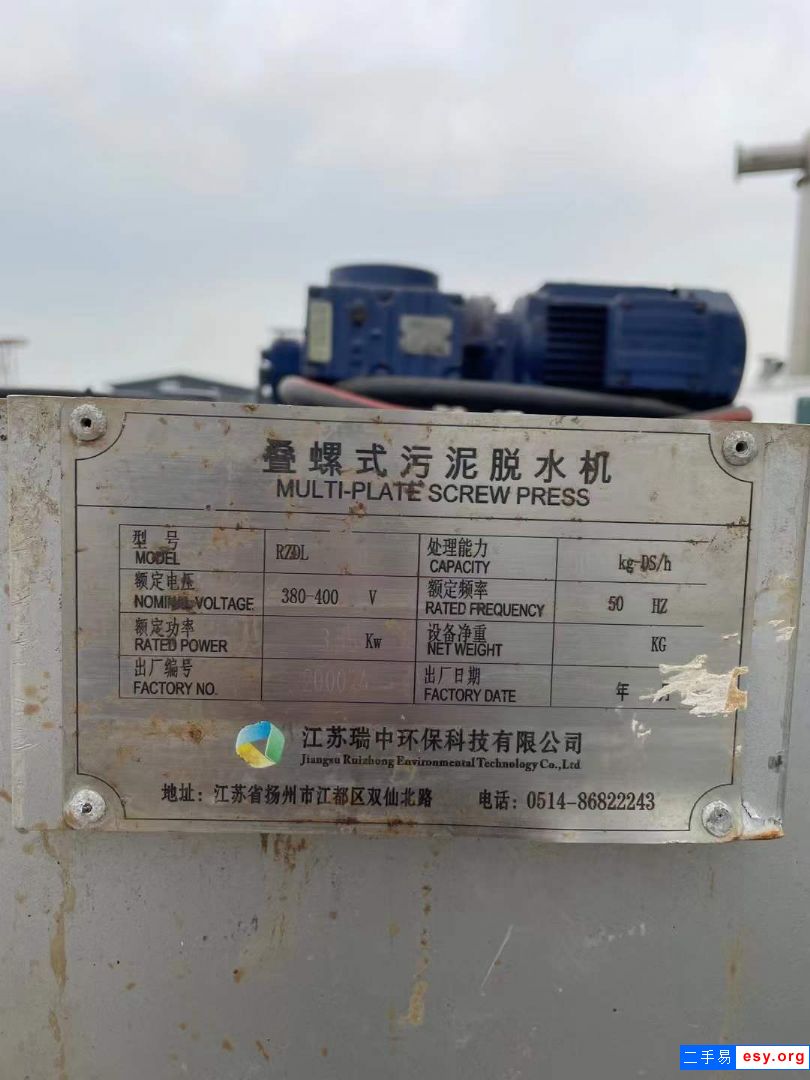 叠螺式污泥脱水机
MULTI-PLATE SCREW PRESS
型号 RZDL 处理能力 kg-DS/h
MODEL CAPACITY
额定电压 380-400 V 额定频率 50 HZ
NOMINAL VOLTAGE RATED FREQUENCY
额定功率 Kw 设备净重 KG
RATED POWER NET WEIGHT
出厂编号 出厂日期 年
FACTORY NO. FACTORY DATE
江苏瑞中环保科技有限公司
Jiangsu Ruizhong Environmental Technology Co., Ltd
地址：江苏省扬州市江都区双仙北路 电话：0514-86822243
二手易 esy.org